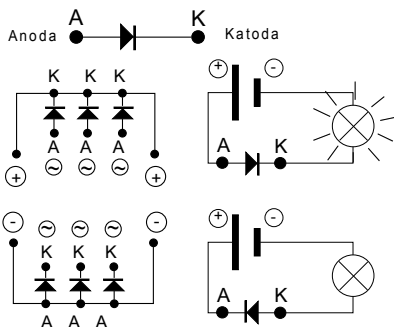 Anoda A K Katoda
K K K
A A A
~ ~ ~
+ +
+ -
A K
- ~ ~ ~ -
K K K
A A A
+ -
A K